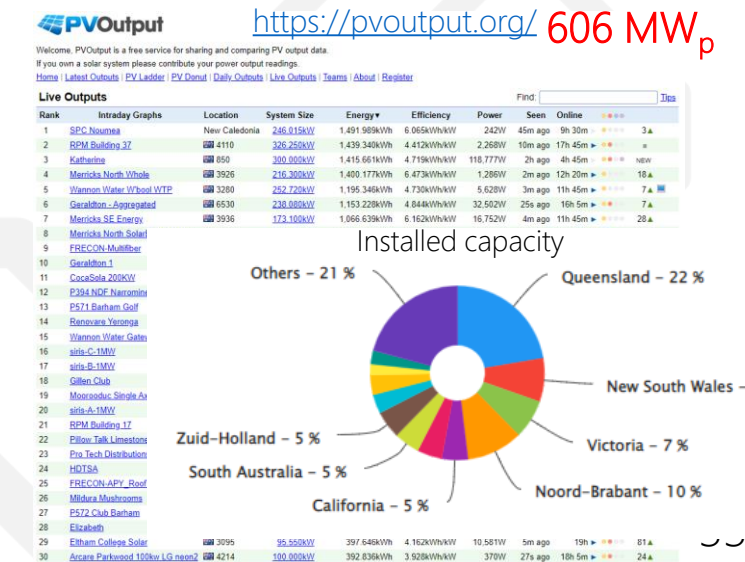 PVOutput
https://pvoutput.org/ 606 MWp
Welcome, PVOutput is a free service for sharing and comparing PV output data.
If you own a solar system please contribute your power output readings.
Home | Latest Outputs | PV Ladder | PV Donut | Daily Outputs | Live Outputs | Teams | About | Register
Live Outputs Find: Tips
Rank Intraday Graphs Location System Size Energy▼ Efficiency Power Seen Online
1 SPC Noumea New Caledonia 246.015kW 1,491.989kWh 6.065kWh/kW 242W 45m ago 9h 30m 3▲
2 RPM Building 37 4110 326.250kW 1,439.340kWh 4.412kWh/kW 2,268W 10m ago 17h 45m ►
3 Katherine 850 300.000kW 1,415.661kWh 4.719kWh/kW 118,777W 2h ago 4h 45m NEW
4 Merricks North Whole 3926 216.300kW 1,400.177kWh 6.473kWh/kW 1,286W 2m ago 12h 20m ► 18▲
5 Wannon Water W'bool WTP 3280 252.720kW 1,195.346kWh 4.730kWh/kW 5,628W 3m ago 11h 45m ► 7▲
6 Geraldton - Aggregated 6530 238.080kW 1,153.228kWh 4.844kWh/kW 32,502W 25s ago 16h 5m ► 7▲
7 Merricks SE Energy 3936 173.100kW 1,066.639kWh 6.162kWh/kW 16,752W 4m ago 11h 45m ► 28▲
8 Merricks North Solar
9 FRECON-Multifiber
10 Geraldton 1
11 CocaSola 200KW
12 P394 NDF Narromine
13 P571 Barham Golf
14 Renovare Yeronga
15 Wannon Water Gate
16 siris-C-1MW
17 siris-B-1MW
18 Gillen Club
19 Moorooduc Single Ax
20 siris-A-1MW
21 RPM Building 17
22 Pillow Talk Limestone
23 Pro Tech Distribution
24 HDTSA
25 FRECON-APY_Roof
26 Mildura Mushrooms
27 P572 Club Barham
28 Elizabeth
29 Eltham College Solar 3095 95.550kW 397.646kWh 4.162kWh/kW 10,581W 5m ago 19h ► 81▲
30 Arcare Parkwood 100kw LG neon2 4214 100.000kW 392.836kWh 3.928kWh/kW 370W 27s ago 18h 5m ► 24▲
Installed capacity
Others – 21 %
Queensland – 22 %
New South Wales –
Victoria – 7 %
Noord-Brabant – 10 %
California – 5 %
South Australia – 5 %
Zuid-Holland – 5 %